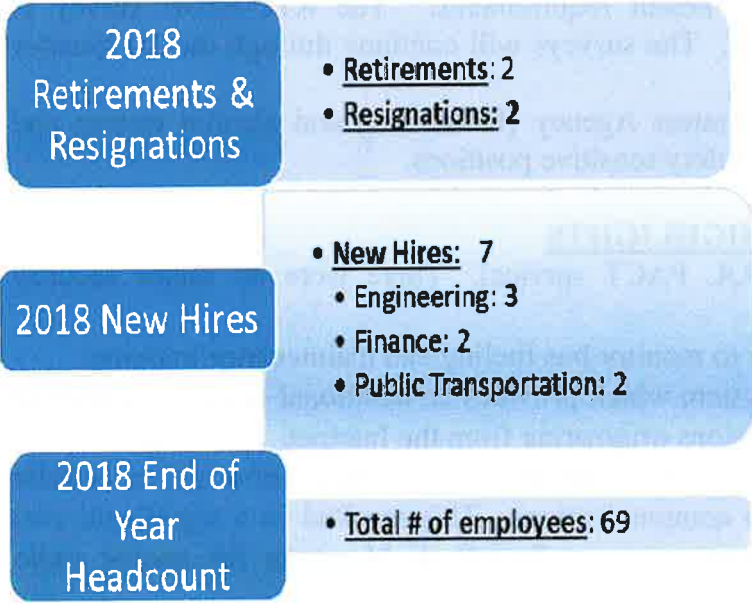 2018
Retirements &
Resignations
• Retirements: 2
• Resignations: 2
2018 New Hires
• New Hires: 7
• Engineering: 3
• Finance: 2
• Public Transportation: 2
2018 End of
Year
Headcount
• Total # of employees: 69